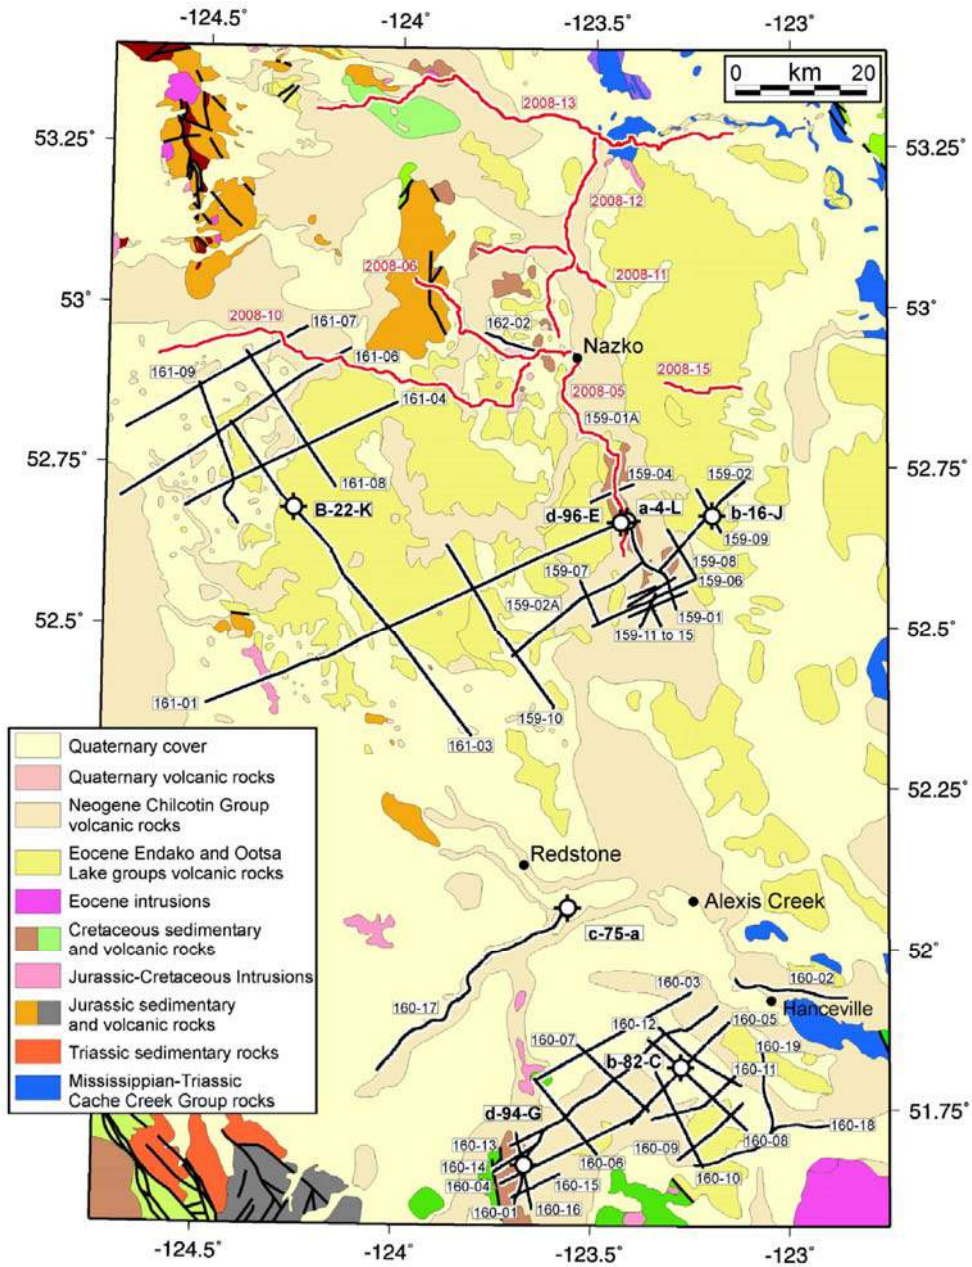 -124.5° -124° -123.5° -123°
0 km 20
2008-13
53.25° 53.25°
2008-12
2008-06
2008-11
53° 53°
2008-10
161-07
162-02
Nazko
161-06
161-09
2008-15
161-04
2008-05
159-01A
52.75° 52.75°
159-04
159-02
161-08
B-22-K
a-4-L
d-96-E
b-16-J
159-09
159-08
159-07
159-06
159-02A
52.5° 52.5°
159-01
159-11 to 15
161-01
159-10
161-03
Quaternary cover
Quaternary volcanic rocks
Neogene Chilcotin Group
volcanic rocks
Eocene Endako and Ootsa
Lake groups volcanic rocks
Eocene intrusions
Cretaceous sedimentary
and volcanic rocks
Jurassic-Cretaceous Intrusions
Jurassic sedimentary
and volcanic rocks
Triassic sedimentary rocks
Mississippian-Triassic
Cache Creek Group rocks
52.25°
Redstone
Alexis Creek
c-75-a
52°
160-03
160-02
160-17
Hanceville
160-12
160-05
160-07
160-19
b-82-C
160-11
d-94-G
51.75°
160-18
160-13
160-08
160-09
160-14
160-06
160-10
160-04
160-15
160-01
160-16
-124.5° -124° -123.5° -123°